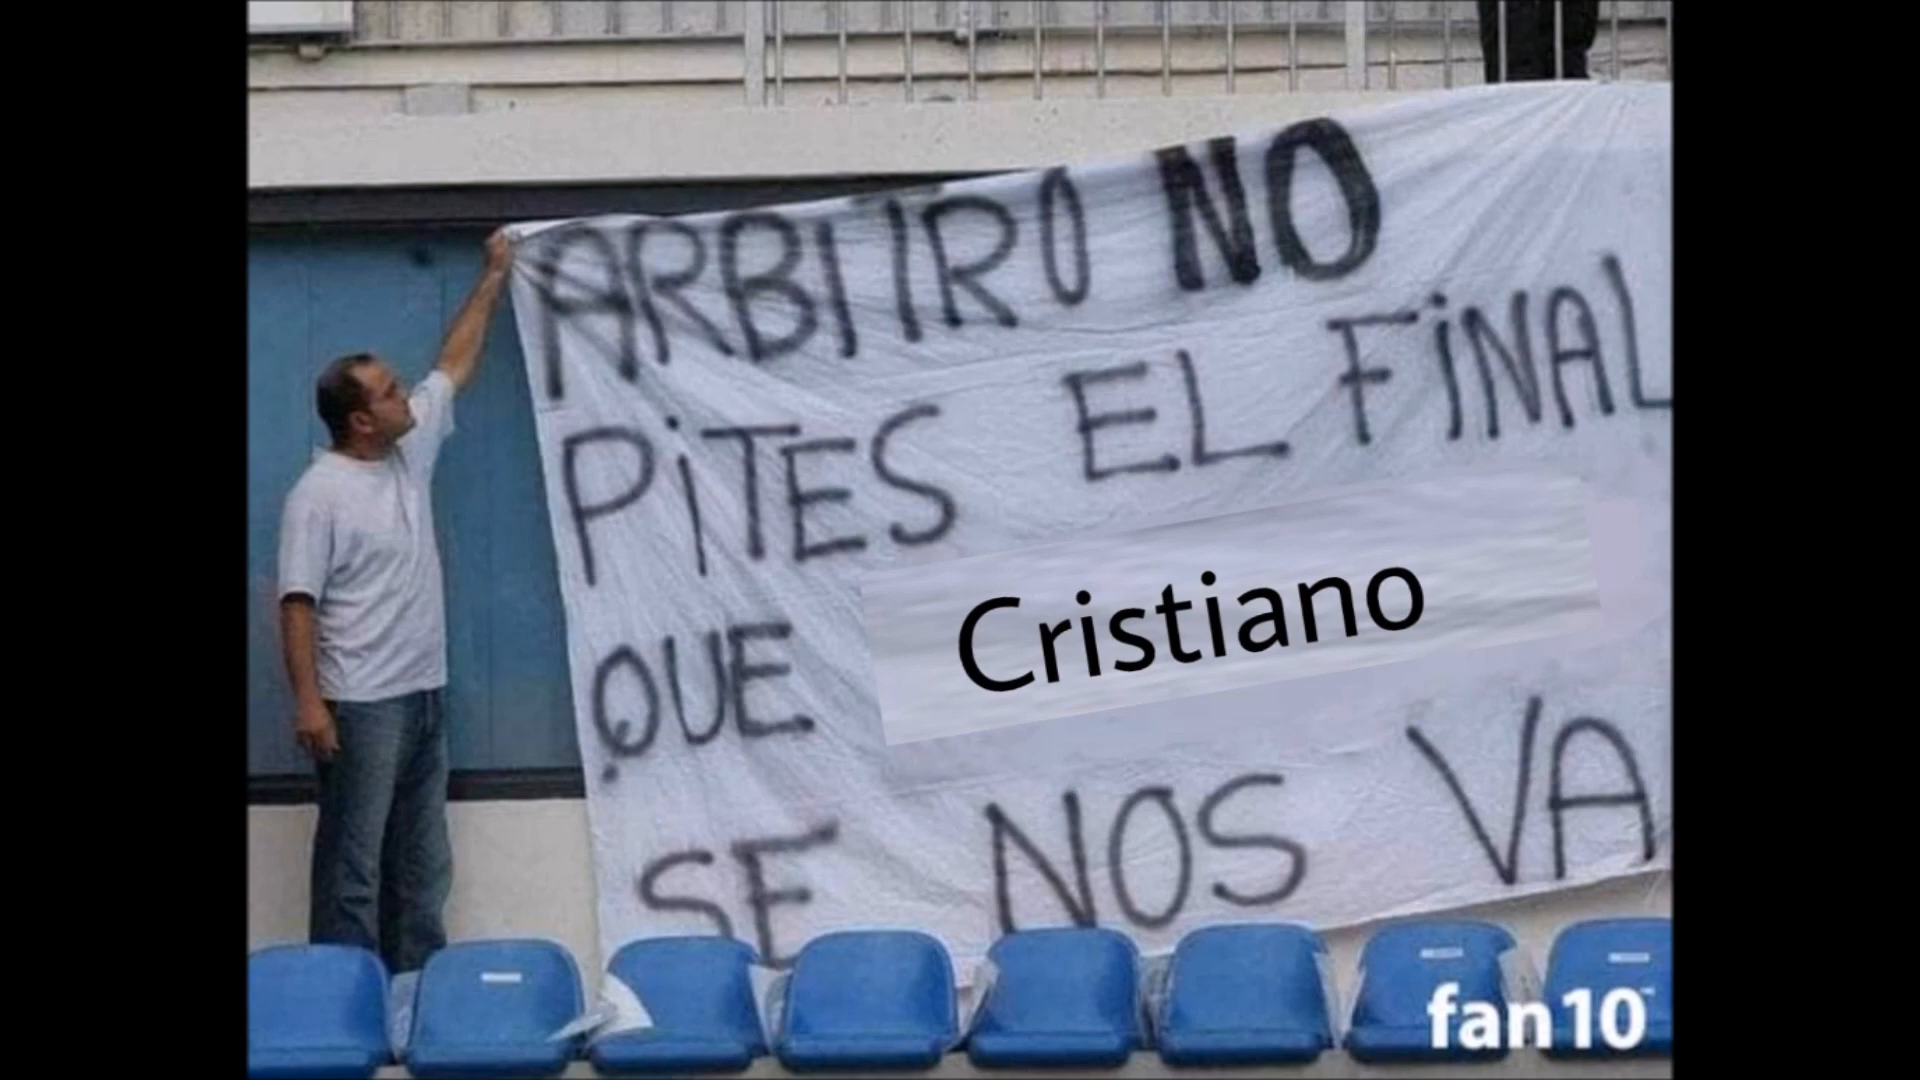 ARBITRO NO
PiTES EL FiNAL
QUE Cristiano
SE NOS VA
fan10